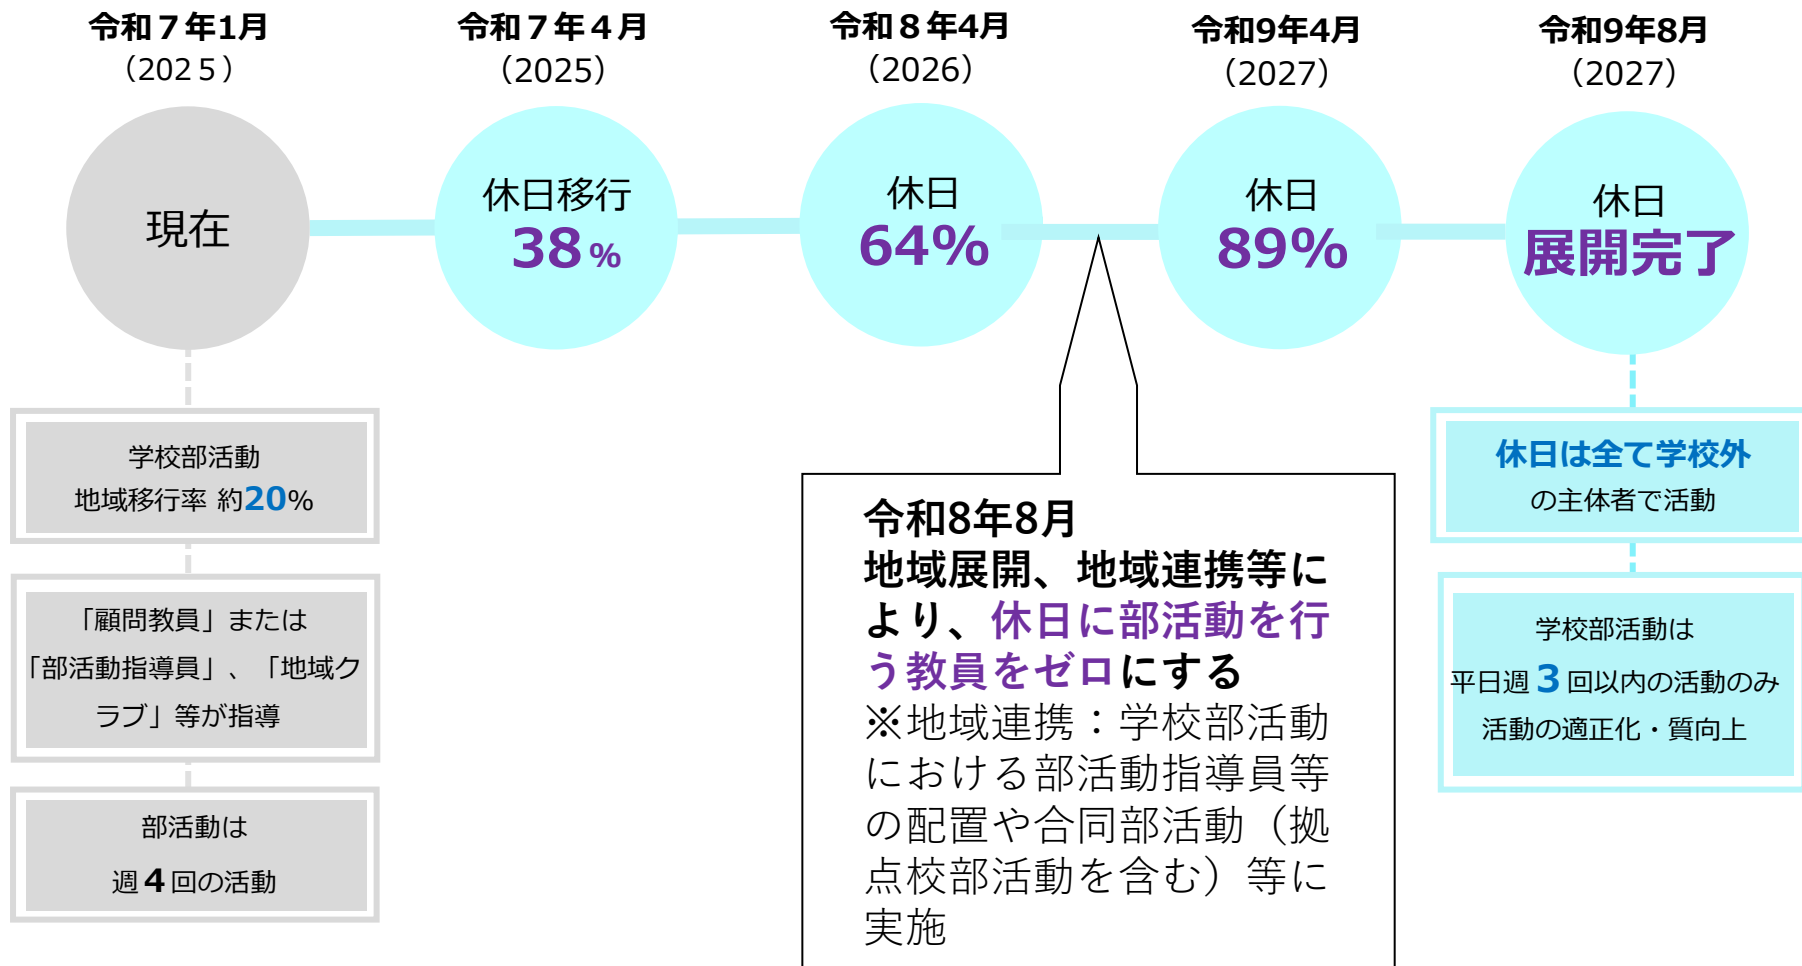 令和７年1月
（202５）
令和７年４月
（2025）
令和８年4月
（2026）
令和9年4月
（2027）
令和9年8月
（2027）
現在
休日移行
38％
休日
64%
休日
89%
休日
展開完了
学校部活動
地域移行率 約20%
「顧問教員」または
「部活動指導員」、「地域ク
ラブ」等が指導
部活動は
週４回の活動
令和8年8月
地域展開、地域連携等に
より、休日に部活動を行
う教員をゼロにする
※地域連携：学校部活動
における部活動指導員等
の配置や合同部活動（拠
点校部活動を含む）等に
実施
休日は全て学校外
の主体者で活動
学校部活動は
平日週３回以内の活動のみ
活動の適正化・質向上